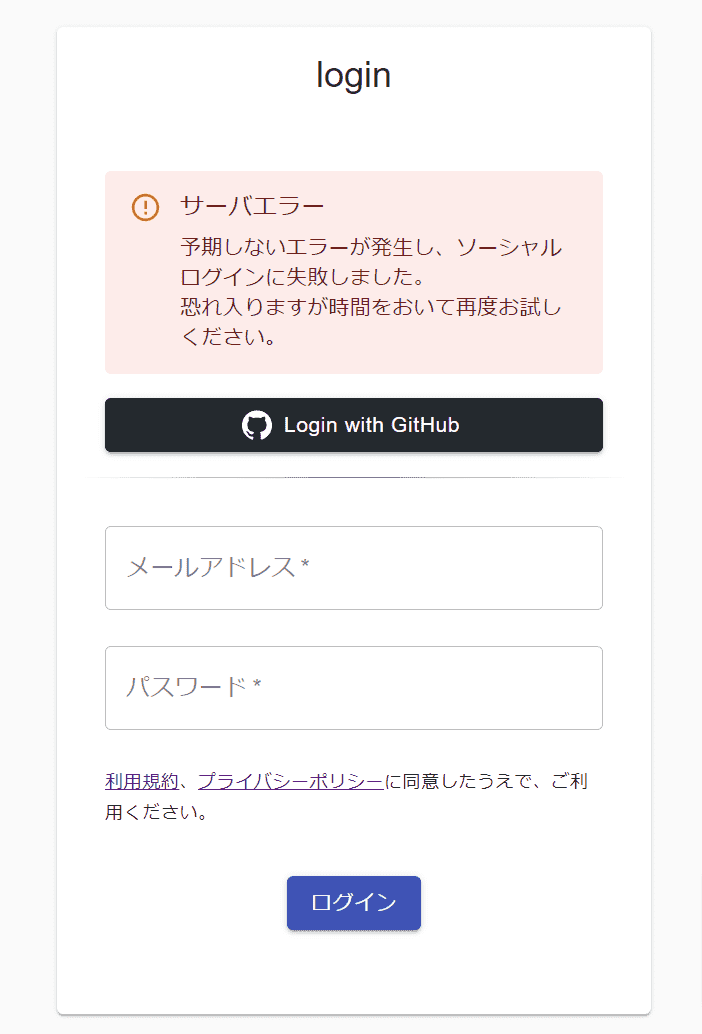 login
サーバエラー
予期しないエラーが発生し、ソーシャル
ログインに失敗しました。
恐れ入りますが時間をおいて再度お試し
ください。
Login with GitHub
メールアドレス *
パスワード *
利用規約、プライバシーポリシーに同意したうえで、ご利
用ください。
ログイン